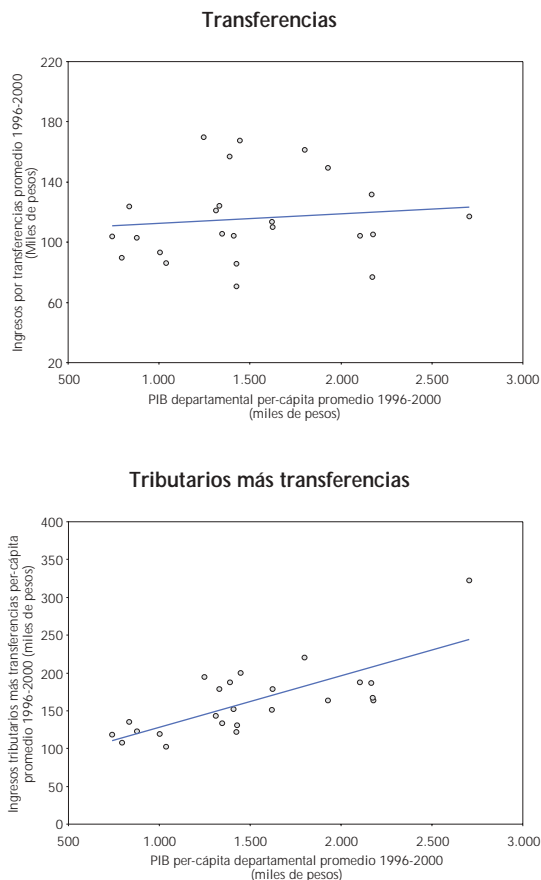 Transferencias
Ingresos por transferencias promedio 1996-2000
(Miles de pesos)
220
180
140
100
60
20
500 1.000 1.500 2.000 2.500 3.000
PIB departamental per-cápita promedio 1996-2000
(miles de pesos)
Tributarios más transferencias
Ingresos tributarios más transferencias per-cápita
promedio 1996-2000 (miles de pesos)
400
350
300
250
200
150
100
50
0
500 1.000 1.500 2.000 2.500 3.000
PIB per-cápita departamental promedio 1996-2000
(miles de pesos)